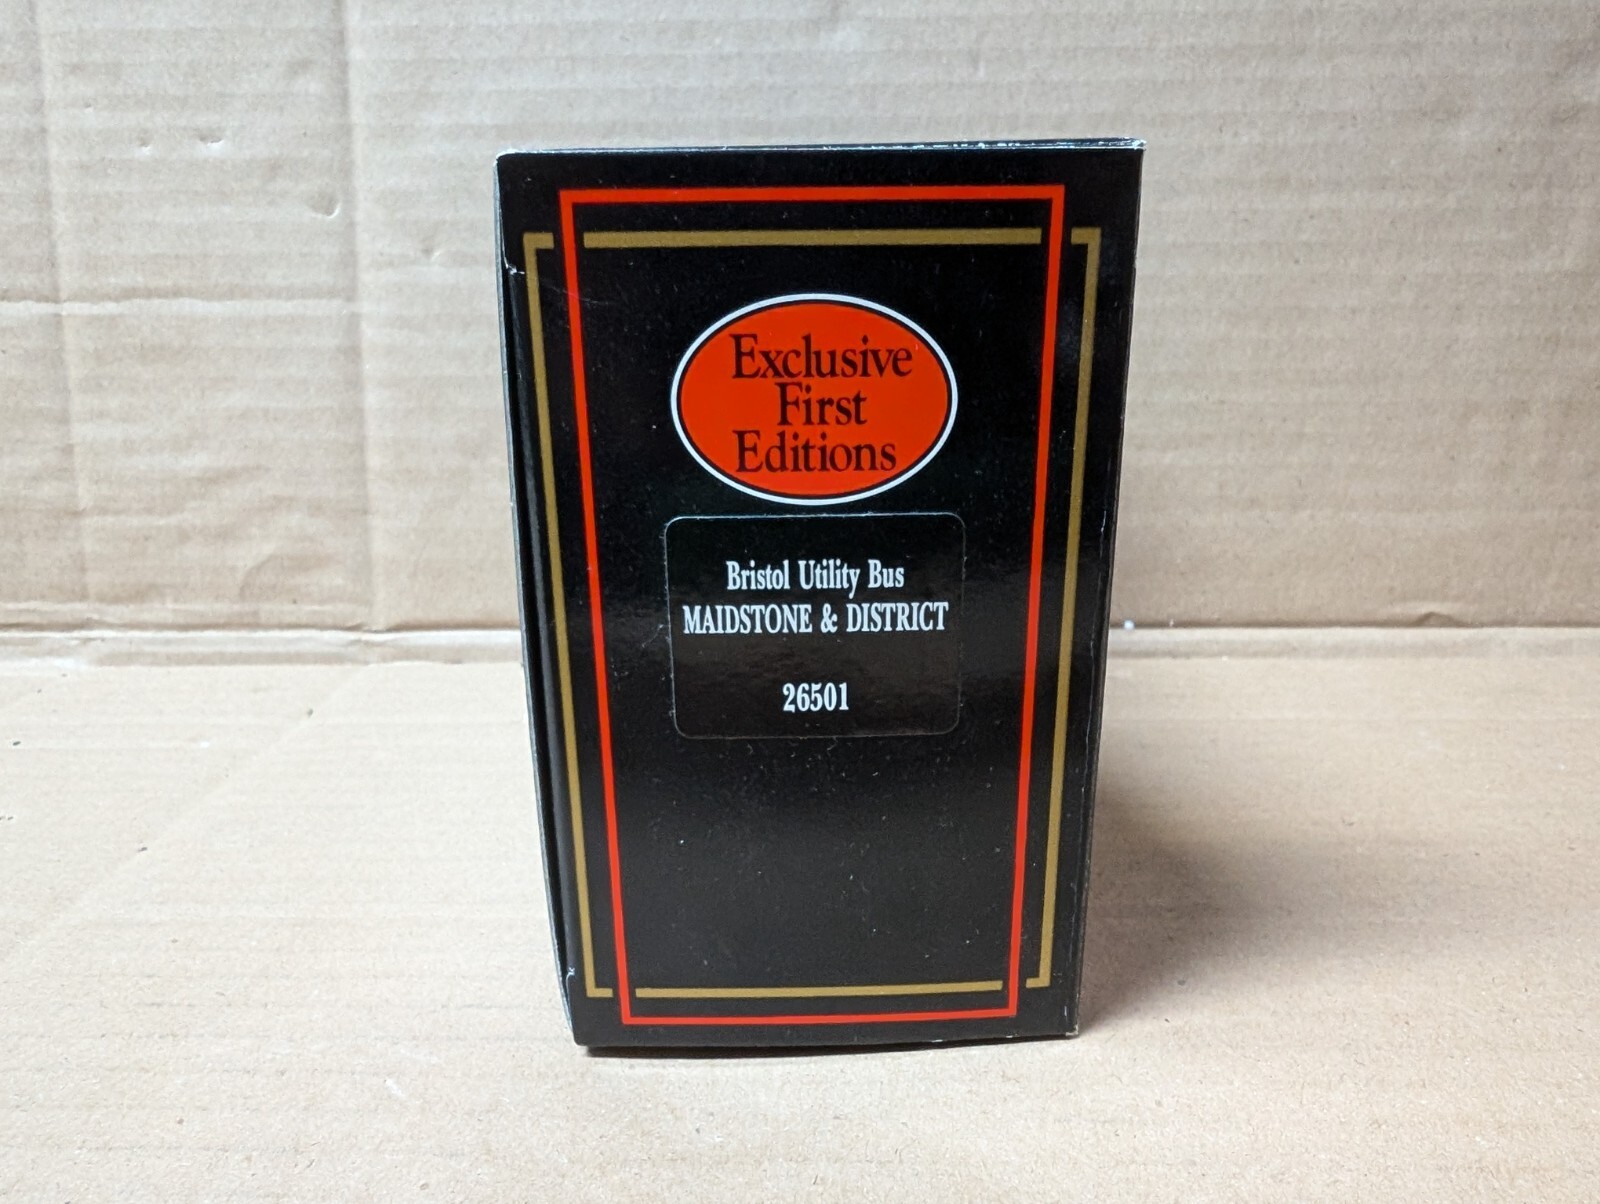 Exclusive
First
Editions
Bristol Utility Bus
MAIDSTONE & DISTRICT
26501